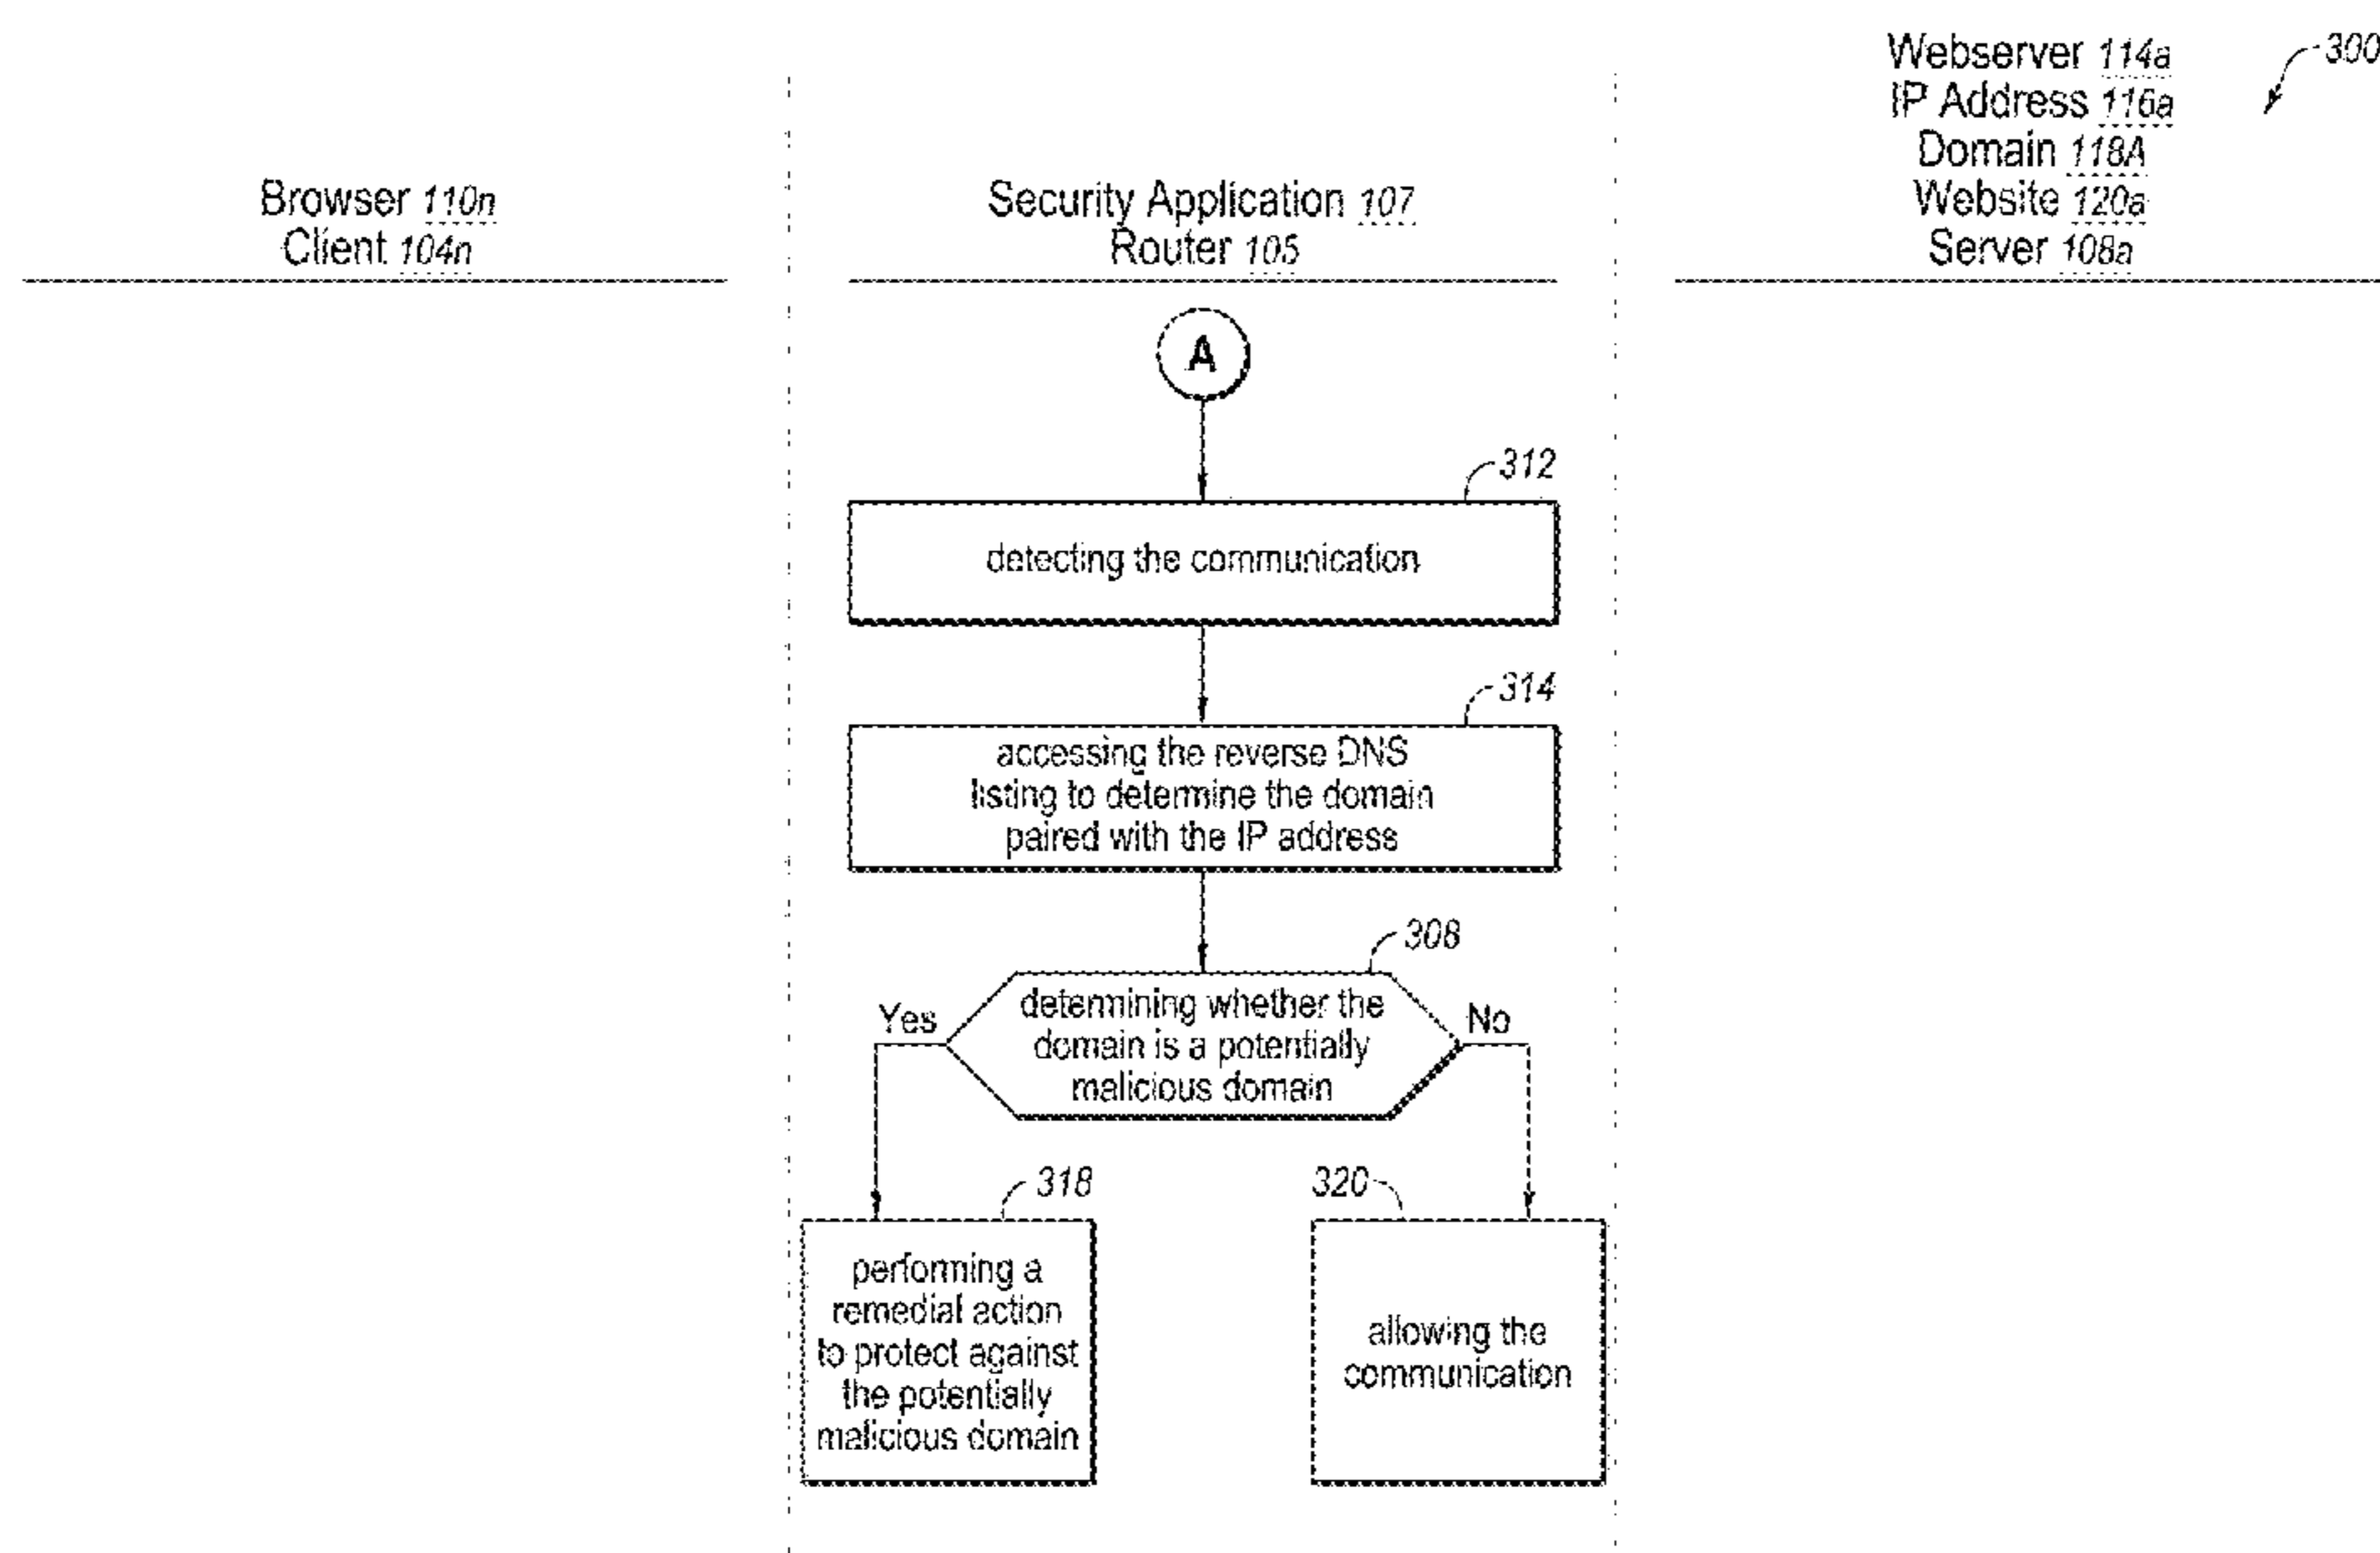 300
Webserver 114a
IP Address 116a
Domain 118A
Website 120a
Server 108a
Browser 110n
Client 104n
Security Application 107
Router 105
A
312
detecting the communication
314
accessing the reverse DNS
listing to determine the domain
paired with the IP address
308
determining whether the
domain is a potentially
malicious domain
Yes
No
318
performing a
remedial action
to protect against
the potentially
malicious domain
320
allowing the
communication